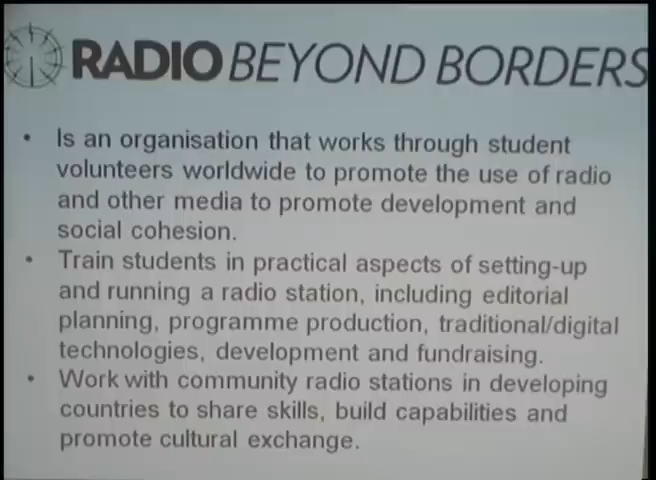 RADIO BEYOND BORDERS
• Is an organisation that works through student
volunteers worldwide to promote the use of radio
and other media to promote development and
social cohesion.
• Train students in practical aspects of setting-up
and running a radio station, including editorial
planning, programme production, traditional/digital
technologies, development and fundraising.
• Work with community radio stations in developing
countries to share skills, build capabilities and
promote cultural exchange.